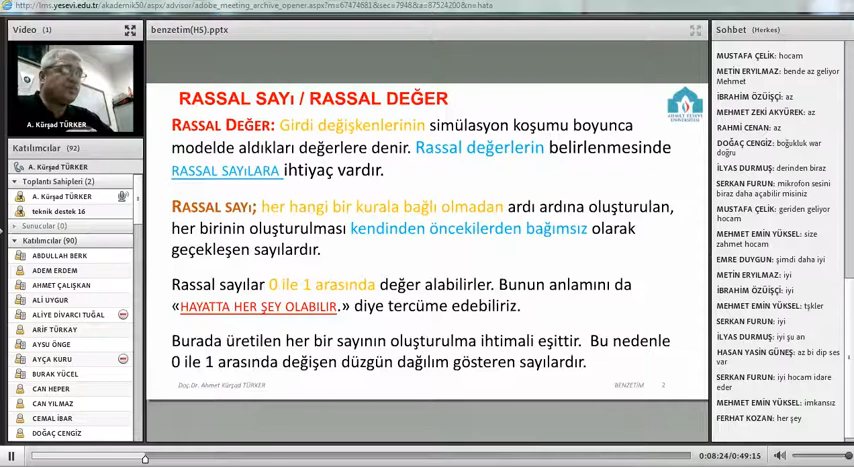 http://lms.yesevi.edu.tr/akademik50/aspx/advisor/adobe_meeting_archive_opener.aspx?m=67474681&sec=7948&a=87524200&n=hata
Video (1)
A. Kürşad TÜRKER
Katılımcılar (92)
A. Kürşad TÜRKER
Toplantı Sahipleri (2)
A. Kürşad TÜRKER
teknik destek 16
Sunucular (0)
Katılımcılar (90)
ABDULLAH BERK
ADEM ERDEM
AHMET ÇALIŞKAN
ALİ UYGUR
ALİYE DİVARCI TUĞAL
ARİF TÜRKAY
AYSU ÖNGE
AYÇA KURU
BURAK YÜCEL
CAN HEPER
CAN YILMAZ
CEMAL İBAR
DOĞAÇ CENGİZ
benzetim(H5).pptx
RASSAL SAYı / RASSAL DEĞER
AHMET YESEVİ
ÜNİVERSİTESİ
RASSAL DEĞER: Girdi değişkenlerinin simülasyon koşumu boyunca
modelde aldıkları değerlere denir. Rassal değerlerin belirlenmesinde
RASSAL SAYıLARA ihtiyaç vardır.
RASSAL SAYı; her hangi bir kurala bağlı olmadan ardı ardına oluşturulan,
her birinin oluşturulması kendinden öncekilerden bağımsız olarak
geçekleşen sayılardır.
Rassal sayılar 0 ile 1 arasında değer alabilirler. Bunun anlamını da
«HAYATTA HER ŞEY OLABILIR.» diye tercüme edebiliriz.
Burada üretilen her bir sayının oluşturulma ihtimali eşittir. Bu nedenle
0 ile 1 arasında değişen düzgün dağılım gösteren sayılardır.
Doç.Dr. Ahmet Kürşad TÜRKER BENZETİM 2
Sohbet (Herkes)
MUSTAFA ÇELİK: hocam
METİN ERYILMAZ: bende az geliyor
Mehmet
İBRAHİM ÖZÜİŞÇİ: az
MEHMET ZEKİ AKYÜREK: az
RAHMİ CENAN: az
DOĞAÇ CENGİZ: boğukluk war
doğru
İLYAS DURMUŞ: derinden biraz
SERKAN FURUN: mikrofon sesini
biraz daha açabilir misiniz
MUSTAFA ÇELİK: geriden geliyor
hocam
MEHMET EMİN YÜKSEL: size
zahmet hocam
EMRE DUYGUN: şimdi daha iyi
METİN ERYILMAZ: iyi
İBRAHİM ÖZÜİŞÇİ: iyi
MEHMET EMİN YÜKSEL: tşkler
SERKAN FURUN: iyi
İLYAS DURMUŞ: iyi şu an
HASAN YASİN GÜNEŞ: az bi dip ses
var
SERKAN FURUN: iyi hocam idare
eder
MEHMET EMİN YÜKSEL: imkansız
FERHAT KOZAN: her şey
0:08:24/0:49:15